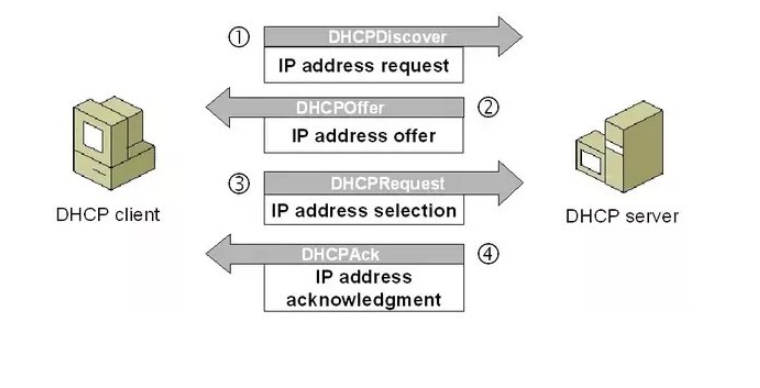 ① DHCPDiscover
IP address request
DHCPOffer ②
IP address offer
③ DHCPRequest
IP address selection
DHCP client
DHCP server
DHCPAck ④
IP address
acknowledgment